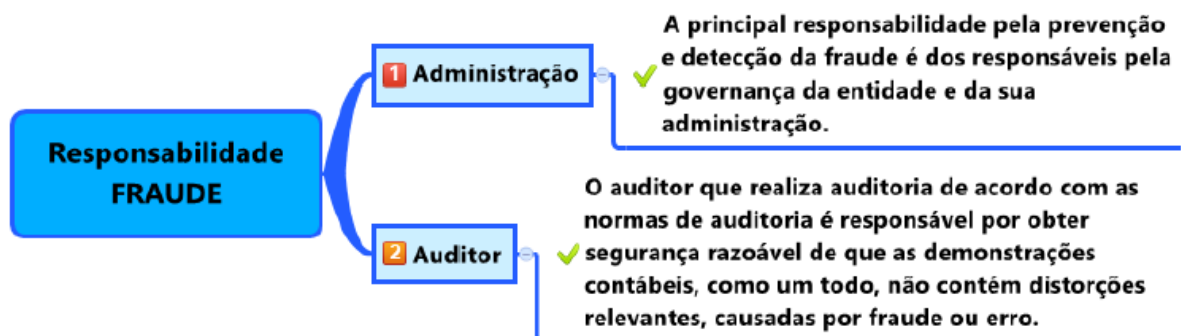 Responsabilidade
FRAUDE
1 Administração
A principal responsabilidade pela prevenção
e detecção da fraude é dos responsáveis pela
governança da entidade e da sua
administração.
2 Auditor
O auditor que realiza auditoria de acordo com as
normas de auditoria é responsável por obter
segurança razoável de que as demonstrações
contábeis, como um todo, não contém distorções
relevantes, causadas por fraude ou erro.